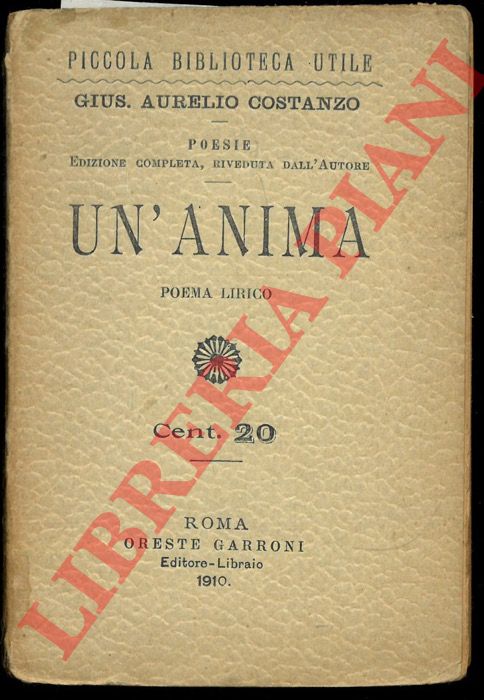 PICCOLA BIBLIOTECA UTILE
GIUS. AURELIO COSTANZO
POESIE
EDIZIONE COMPLETA, RIVEDUTA DALL'AUTORE
UN'ANIMA
POEMA LIRICO
Cent. 20
ROMA
ORESTE GARRONI
Editore-Libraio
1910.
LIBRERIA PIANI